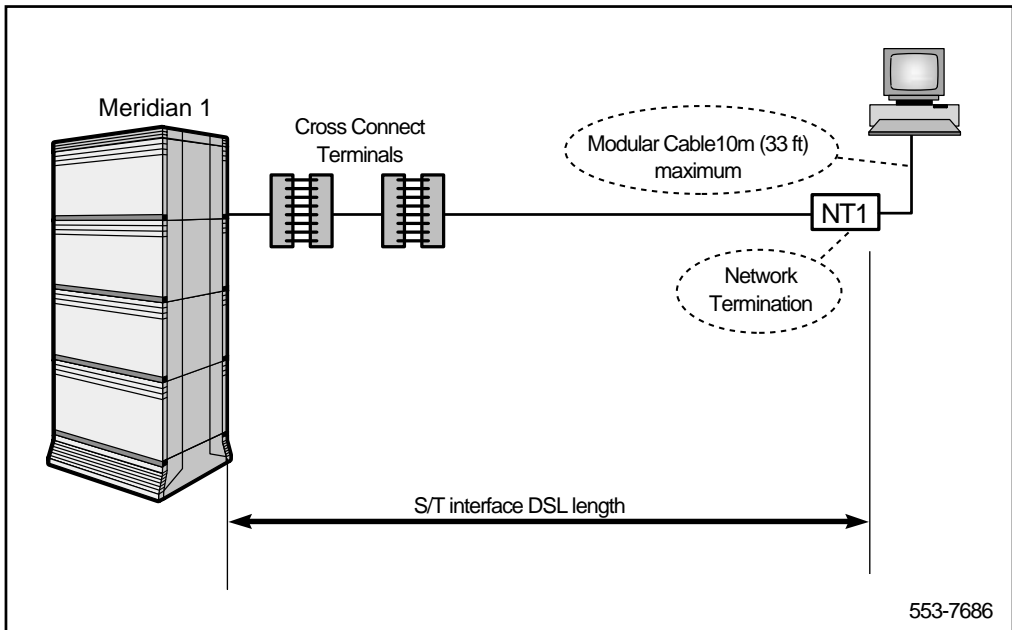 Meridian 1
Cross Connect
Terminals
Modular Cable10m (33 ft)
maximum
NT1
Network
Termination
S/T interface DSL length
553-7686